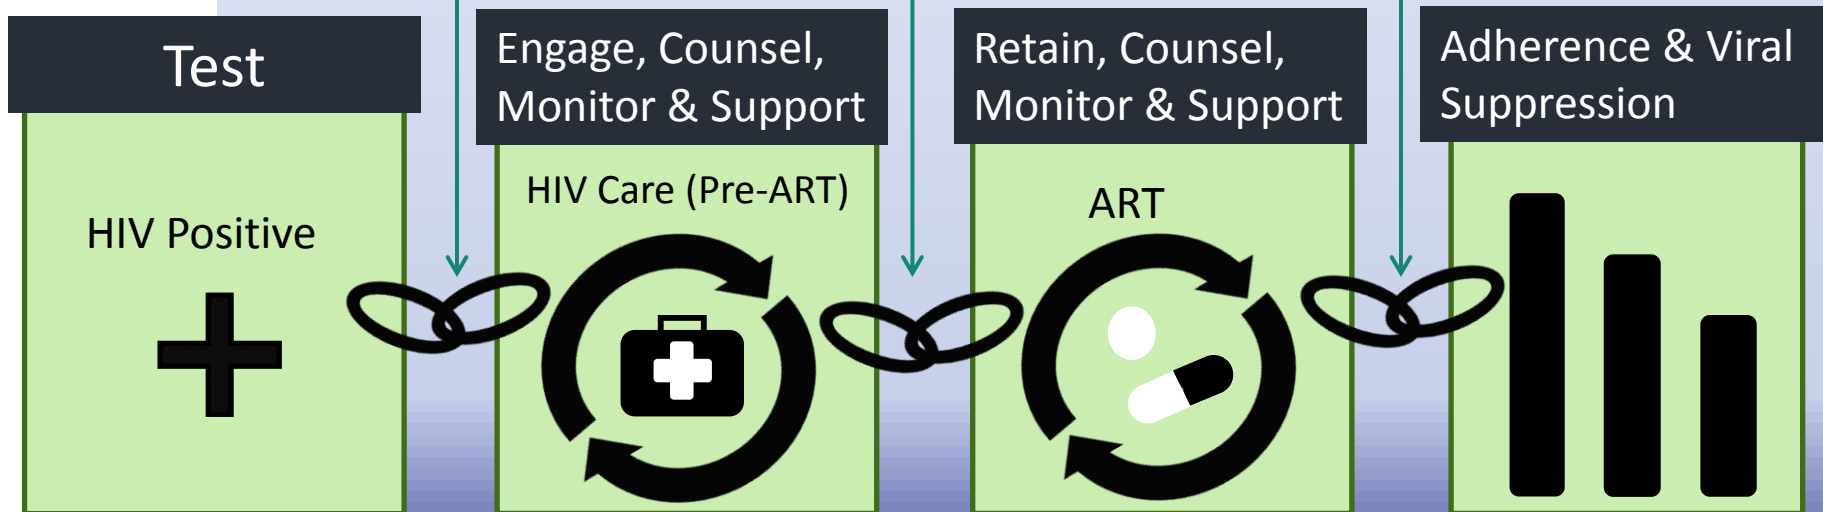 Test
HIV Positive
Engage, Counsel,
Monitor & Support
HIV Care (Pre-ART)
Retain, Counsel,
Monitor & Support
ART
Adherence & Viral
Suppression